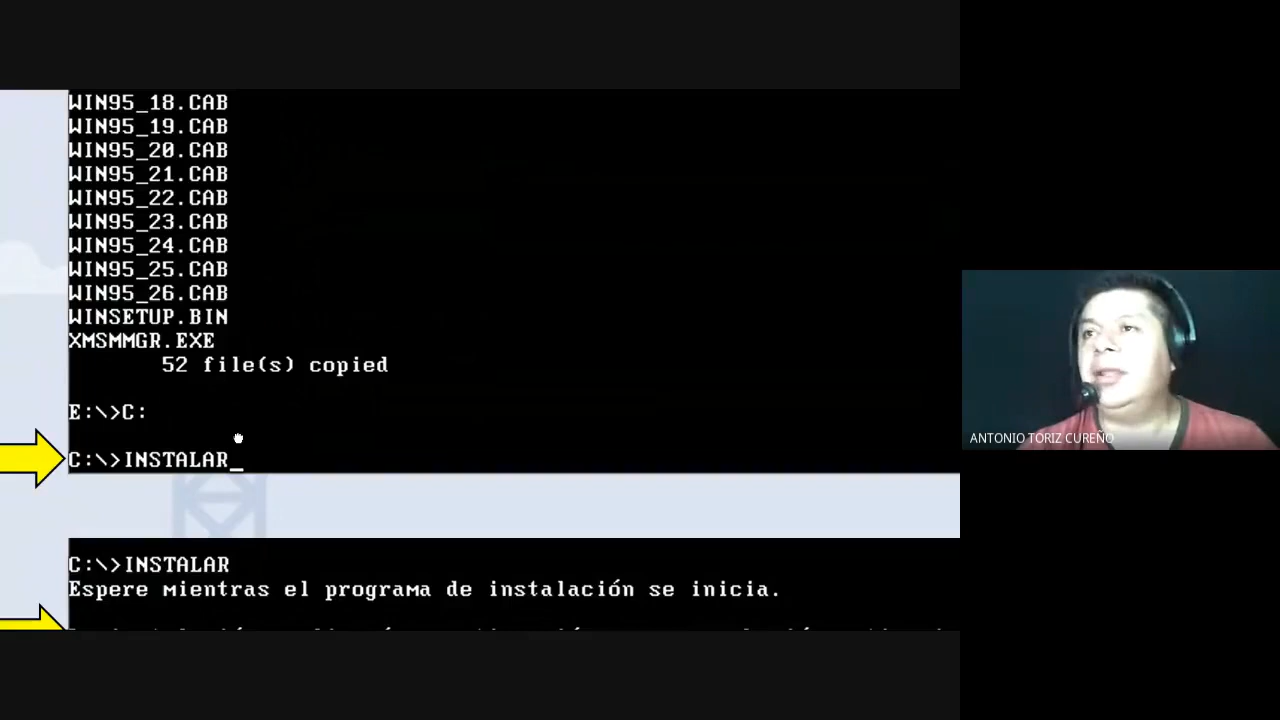 WIN95_18.CAB
WIN95_19.CAB
WIN95_20.CAB
WIN95_21.CAB
WIN95_22.CAB
WIN95_23.CAB
WIN95_24.CAB
WIN95_25.CAB
WIN95_26.CAB
WINSETUP.BIN
XMSMMGR.EXE
52 file(s) copied
E:\>C:
C:\>INSTALAR_
C:\>INSTALAR
Espere mientras el programa de instalación se inicia.
ANTONIO TORIZ CUREÑO